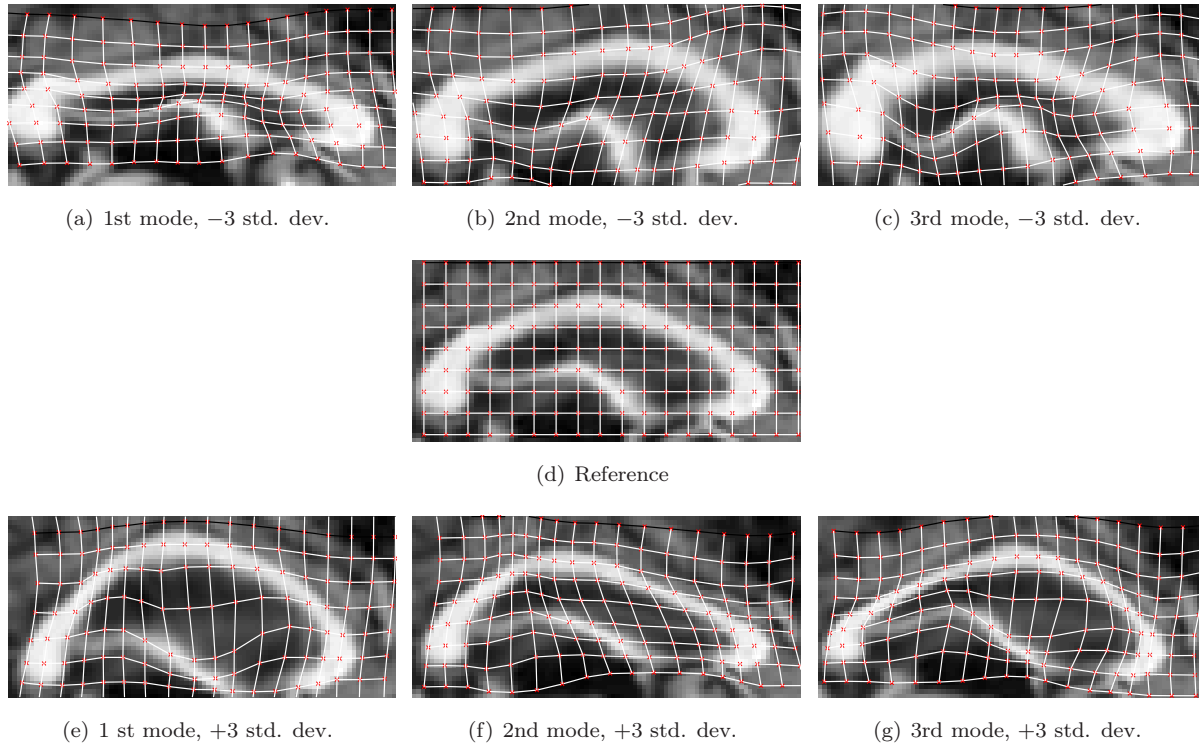 (a) 1st mode, −3 std. dev.
(b) 2nd mode, −3 std. dev.
(c) 3rd mode, −3 std. dev.
(d) Reference
(e) 1 st mode, +3 std. dev.
(f) 2nd mode, +3 std. dev.
(g) 3rd mode, +3 std. dev.